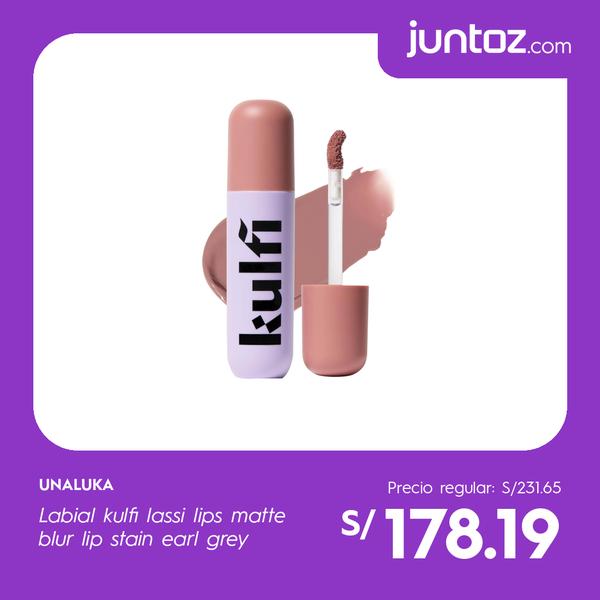 juntoz.com
kulfi
UNALUKA
Labial kulfi lassi lips matte
blur lip stain earl grey
Precio regular: S/231.65
S/178.19